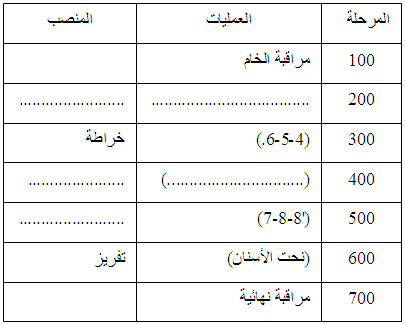 المرحلة العمليات المنصب
100 مراقبة الخام
200 ..................................... ........................
300 (4-5-6.) خراطة
400 (..............................) ......................
500 (7-8-8') ........................
600 (نحت الأسنان) تفريز
700 مراقبة نهائية